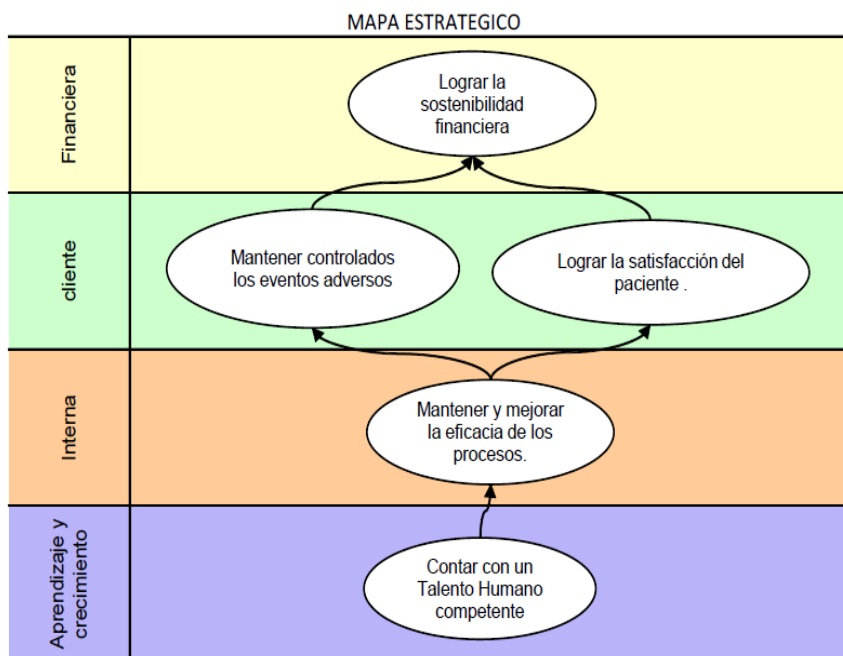 MAPA ESTRATEGICO
Financiera
Lograr la
sostenibilidad
financiera
cliente
Mantener controlados
los eventos adversos
Lograr la satisfacción del
paciente .
Interna
Mantener y mejorar
la eficacia de los
procesos.
Aprendizaje y
crecimiento
Contar con un
Talento Humano
competente